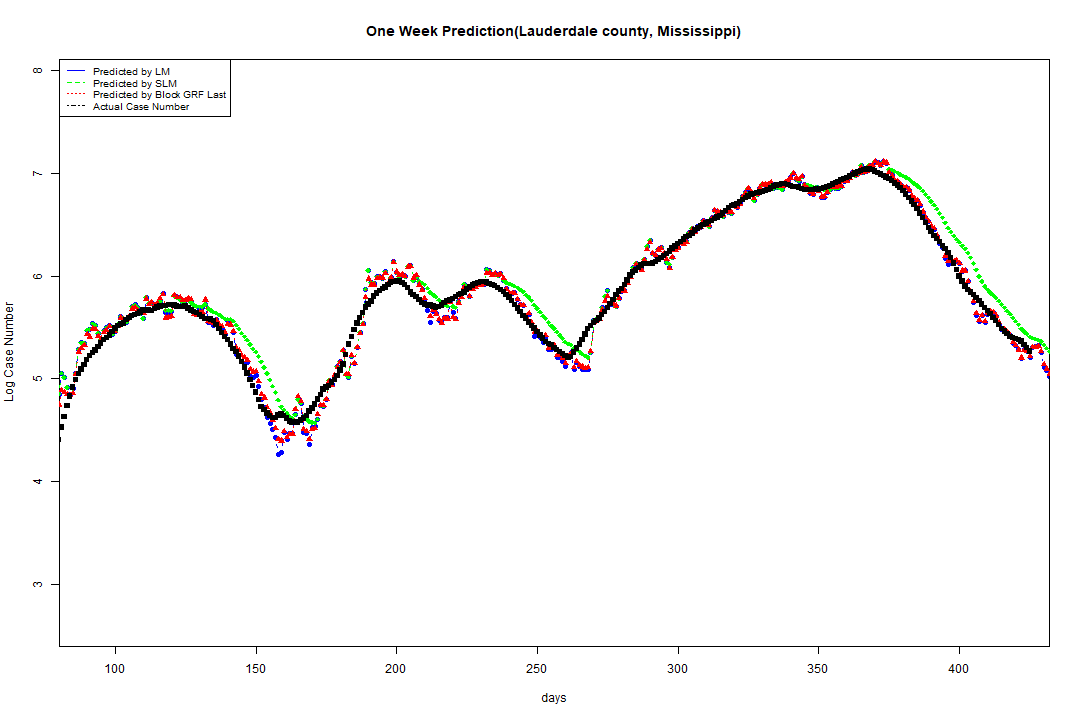 One Week Prediction(Lauderdale county, Mississippi)
Predicted by LM
Predicted by SLM
Predicted by Block GRF Last
Actual Case Number
8
7
6
5
4
3
Log Case Number
100 150 200 250 300 350 400
days